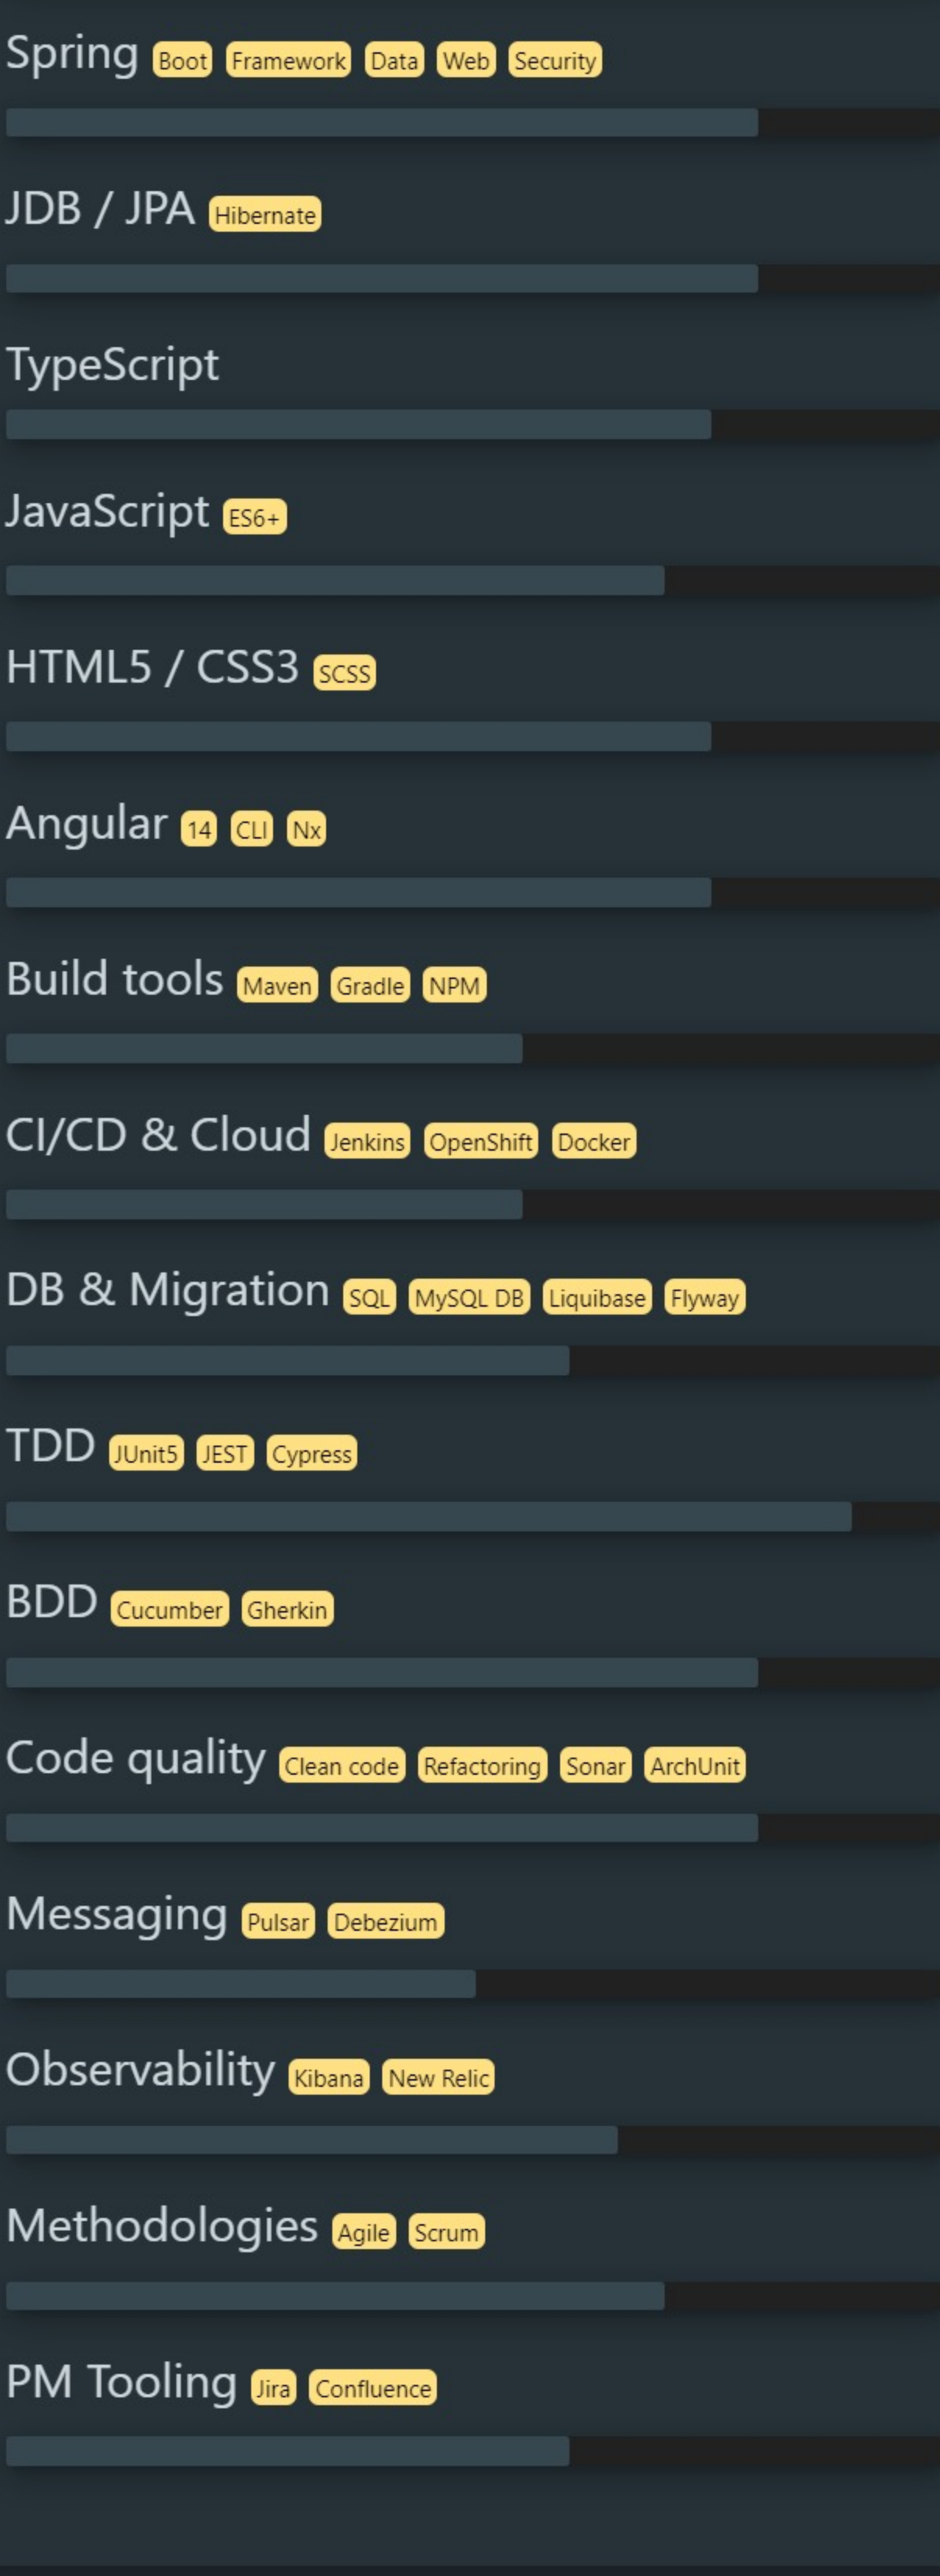 Spring Boot Framework Data Web Security
JDB / JPA Hibernate
TypeScript
JavaScript ES6+
HTML5 / CSS3 SCSS
Angular 14 CLI Nx
Build tools Maven Gradle NPM
CI/CD & Cloud Jenkins OpenShift Docker
DB & Migration SQL MySQL DB Liquibase Flyway
TDD JUnit5 JEST Cypress
BDD Cucumber Gherkin
Code quality Clean code Refactoring Sonar ArchUnit
Messaging Pulsar Debezium
Observability Kibana New Relic
Methodologies Agile Scrum
PM Tooling Jira Confluence